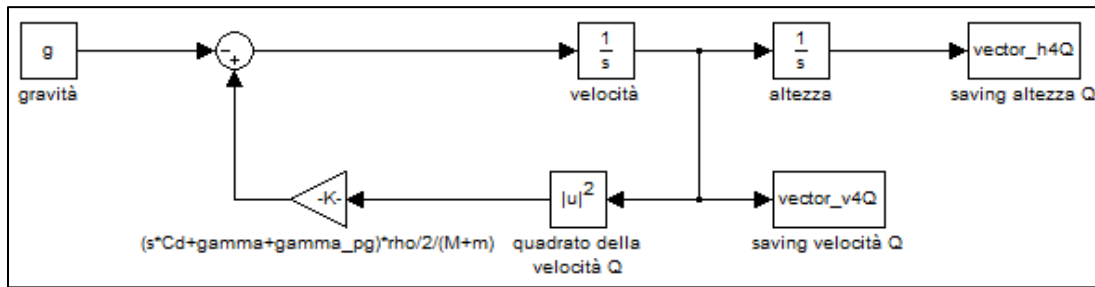 g
gravità
1
s
velocità
1
s
altezza
vector_h4Q
saving altezza Q
-K-
(s*Cd+gamma+gamma_pg)*rho/2/(M+m)
|u|²
quadrato della
velocità Q
vector_v4Q
saving velocità Q